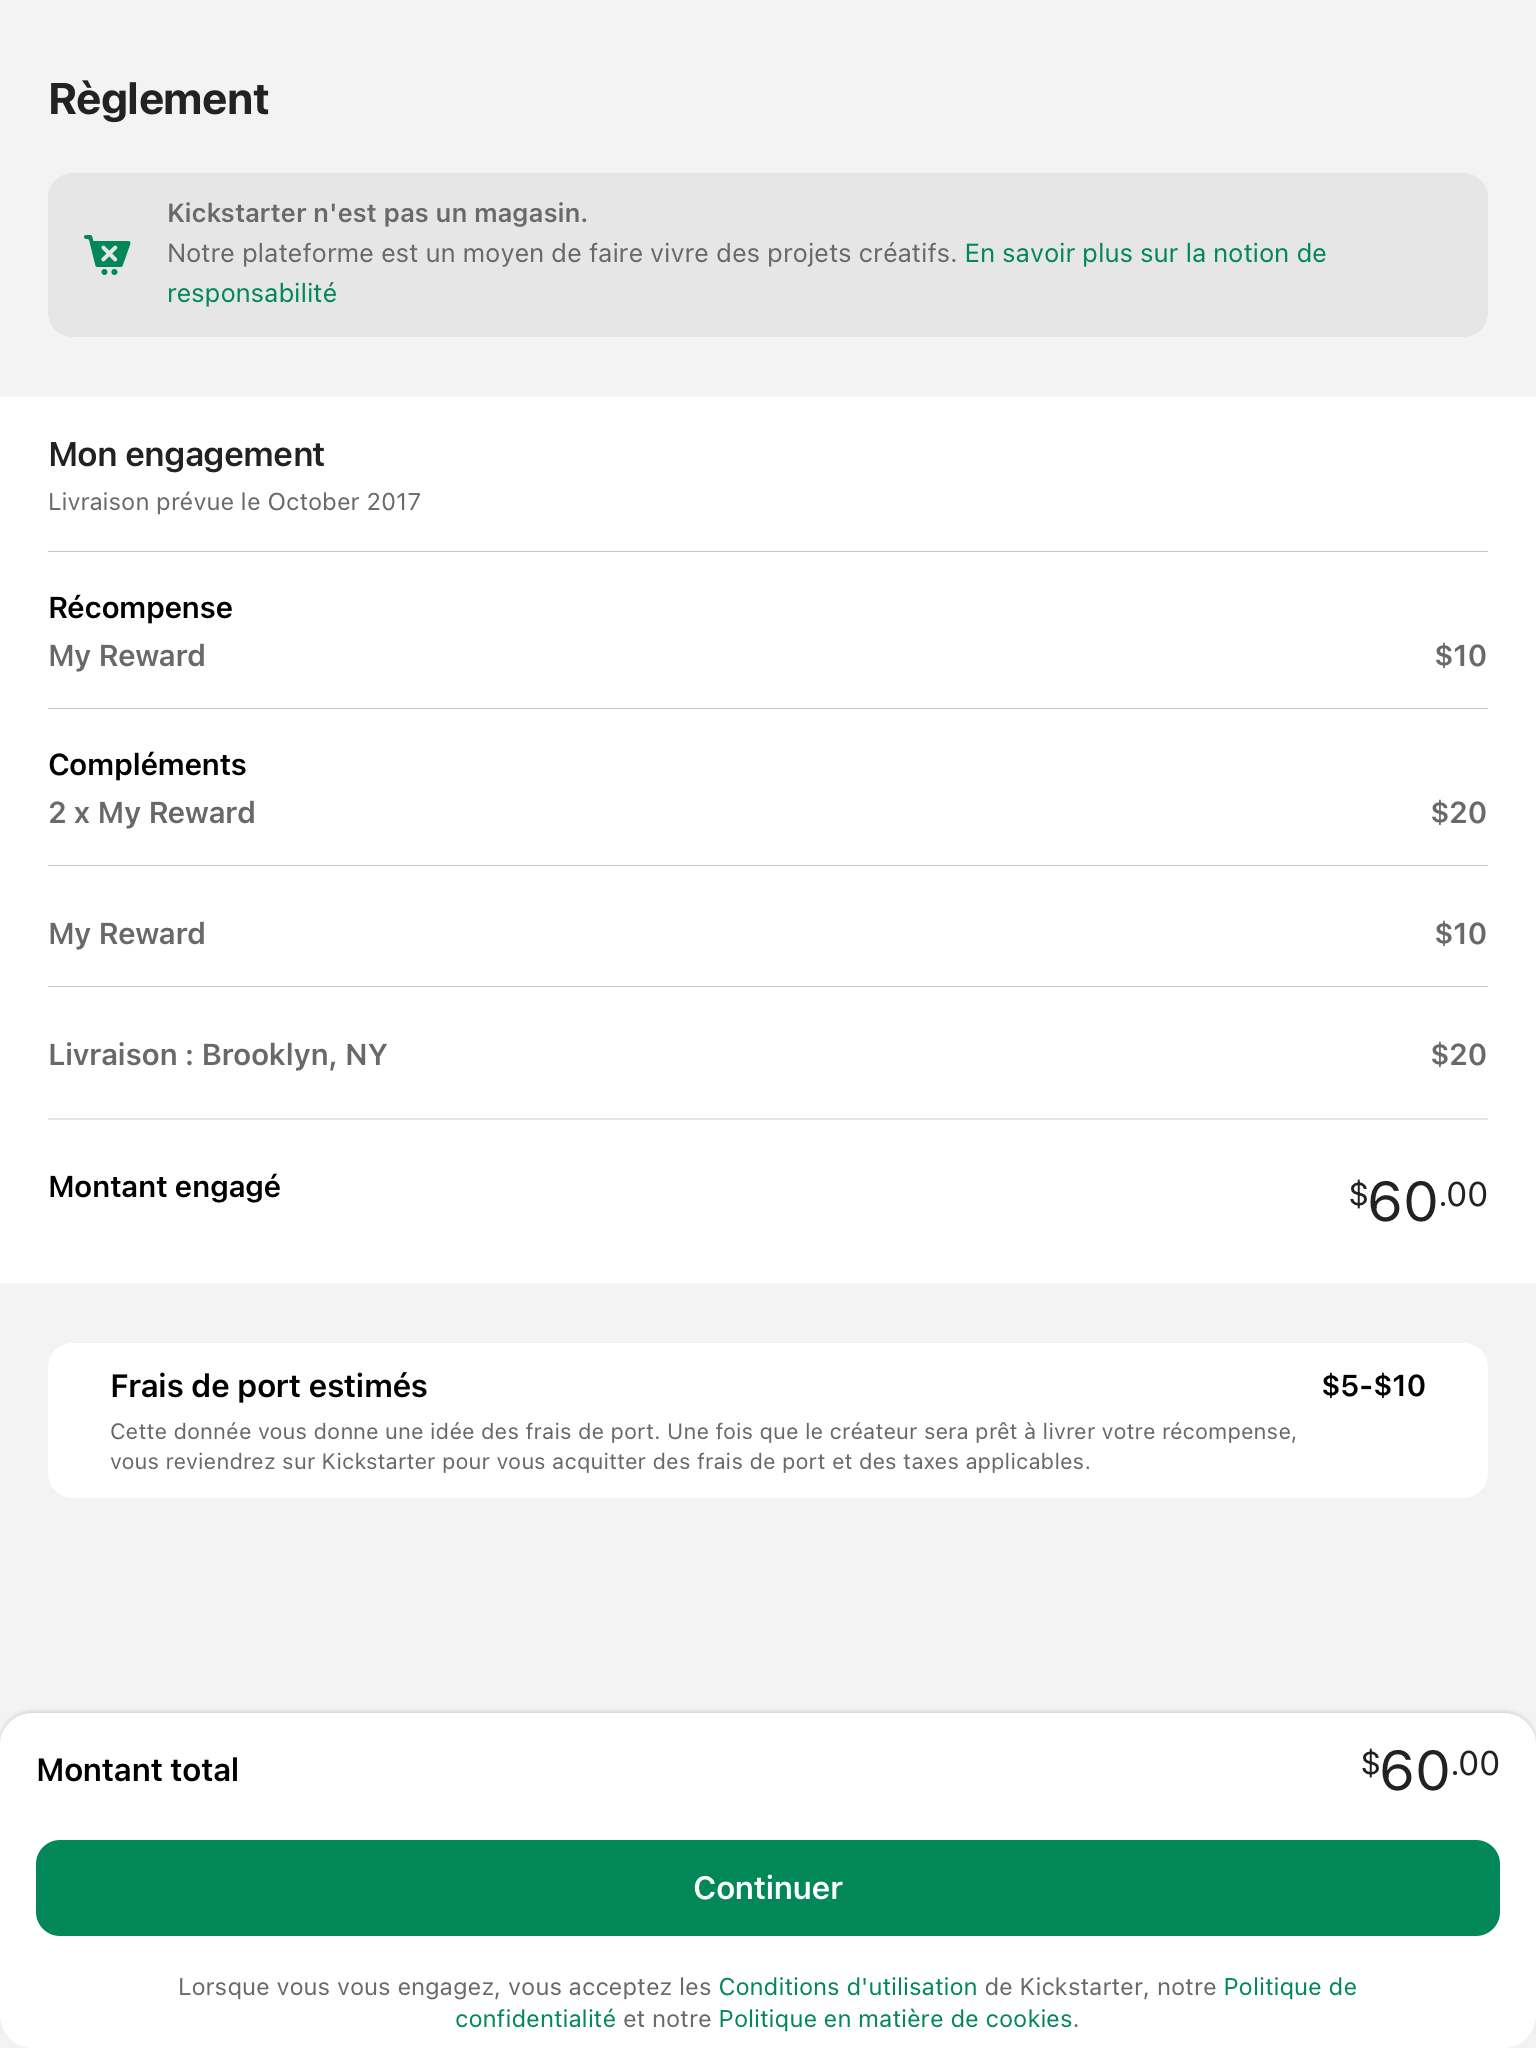 Règlement
Kickstarter n'est pas un magasin.
Notre plateforme est un moyen de faire vivre des projets créatifs. En savoir plus sur la notion de
responsabilité
Mon engagement
Livraison prévue le October 2017
Récompense
My Reward $10
Compléments
2 x My Reward $20
My Reward $10
Livraison : Brooklyn, NY $20
Montant engagé $60.00
Frais de port estimés $5-$10
Cette donnée vous donne une idée des frais de port. Une fois que le créateur sera prêt à livrer votre récompense,
vous reviendrez sur Kickstarter pour vous acquitter des frais de port et des taxes applicables.
Montant total $60.00
Continuer
Lorsque vous vous engagez, vous acceptez les Conditions d'utilisation de Kickstarter, notre Politique de
confidentialité et notre Politique en matière de cookies.